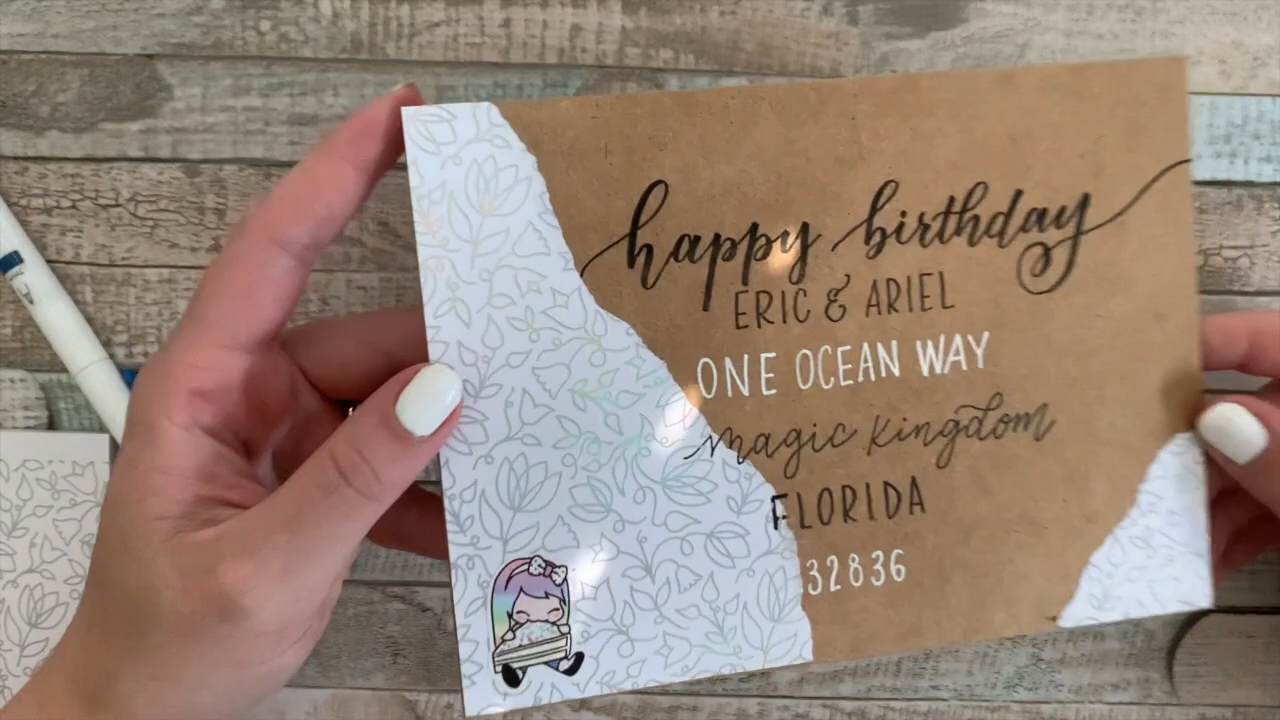 happy birthday
ERIC & ARIEL
ONE OCEAN WAY
magic kingdom
FLORIDA
32836